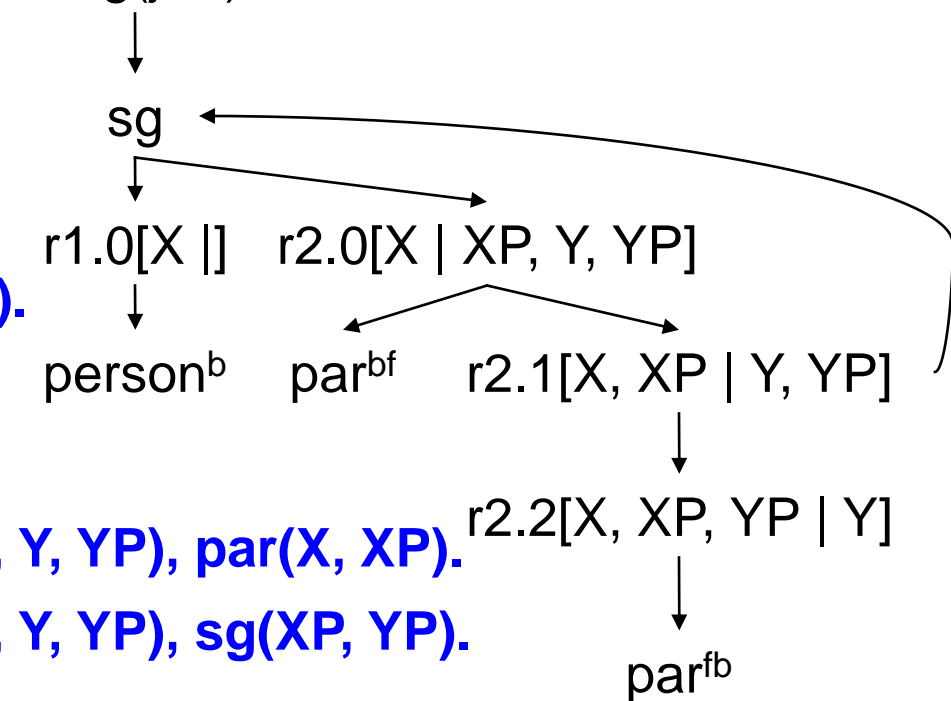 sg
r1.0[X |] r2.0[X | XP, Y, YP]
).
person^b par^bf r2.1[X, XP | Y, YP]
r2.2[X, XP, YP | Y]
, Y, YP), par(X, XP).
, Y, YP), sg(XP, YP).
par^fb